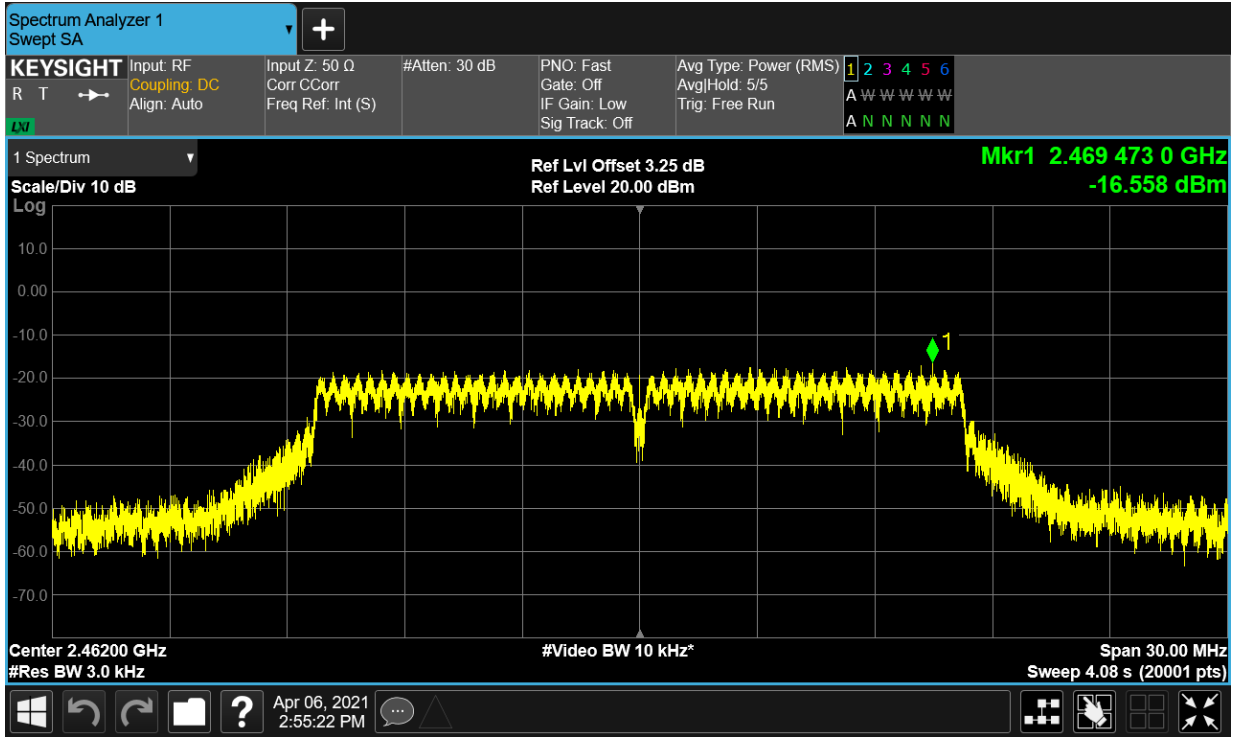 Spectrum Analyzer 1
Swept SA
▼
+
KEYSIGHT
R T
LXI
Input: RF
Coupling: DC
Align: Auto
Input Z: 50 Ω
Corr CCorr
Freq Ref: Int (S)
#Atten: 30 dB
PNO: Fast
Gate: Off
IF Gain: Low
Sig Track: Off
Avg Type: Power (RMS)
Avg|Hold: 5/5
Trig: Free Run
1 2 3 4 5 6
A W W W W W
A N N N N N
1 Spectrum ▼
Scale/Div 10 dB
Log
Ref Lvl Offset 3.25 dB
Ref Level 20.00 dBm
Mkr1 2.469 473 0 GHz
-16.558 dBm
10.0
0.00
-10.0
-20.0
-30.0
-40.0
-50.0
-60.0
-70.0
1
Center 2.46200 GHz
#Res BW 3.0 kHz
#Video BW 10 kHz*
Span 30.00 MHz
Sweep 4.08 s (20001 pts)
?
Apr 06, 2021
2:55:22 PM